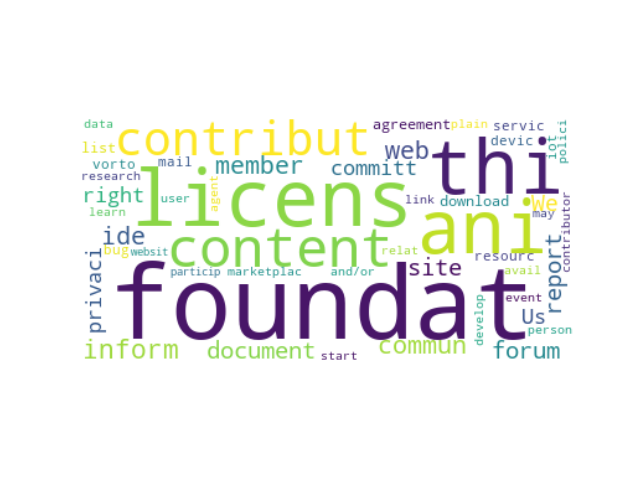 data
contribut
agreement
plain
servic
list
web
devic
iot
polici
vorto
mail
member
committ
thi
research
licens
right
user
agent
link
download
We
may
learn
ani
contributor
ide
content
bug
websit
relat
site
resourc
report
privaci
particip
marketplac
and/or
avail
foundat
event
Us
develop
person
inform
document
start
commun
forum